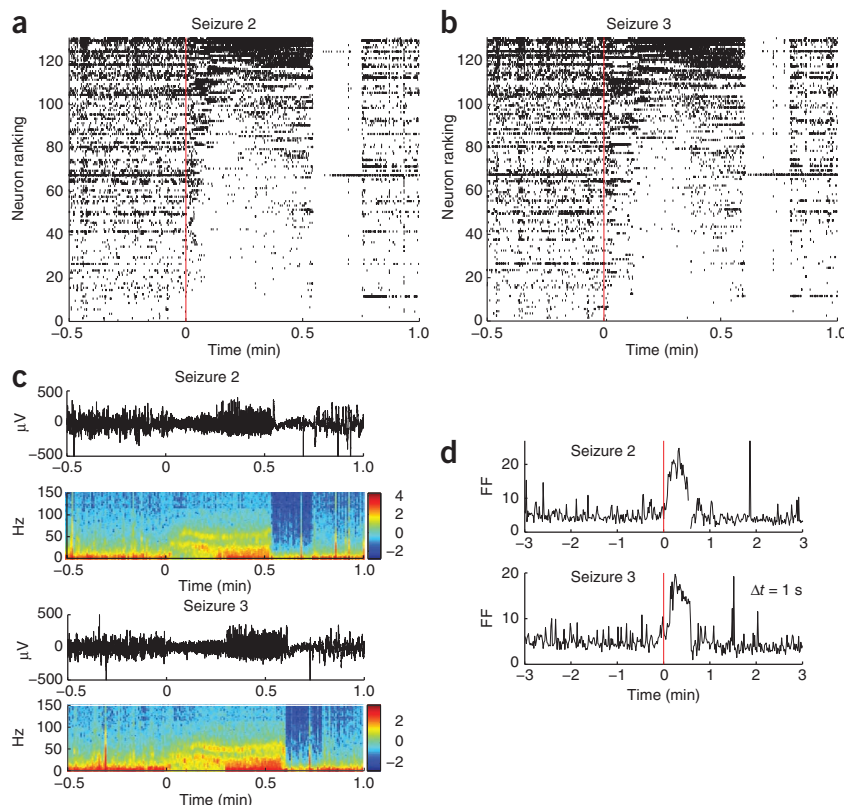 a
Seizure 2
Neuron ranking
120
100
80
60
40
20
0
−0.5 0 0.5 1.0
Time (min)
b
Seizure 3
Neuron ranking
120
100
80
60
40
20
0
−0.5 0 0.5 1.0
Time (min)
c
Seizure 2
µV
500
0
−500
−0.5 0 0.5 1.0
Hz
150
100
50
0
4
2
0
−2
−0.5 0 0.5 1.0
Time (min)
Seizure 3
µV
500
0
−500
−0.5 0 0.5 1.0
Hz
150
100
50
0
2
0
−2
−0.5 0 0.5 1.0
Time (min)
d
Seizure 2
FF
20
10
0
−3 −2 −1 0 1 2 3
Seizure 3
Δt = 1 s
FF
20
10
0
−3 −2 −1 0 1 2 3
Time (min)